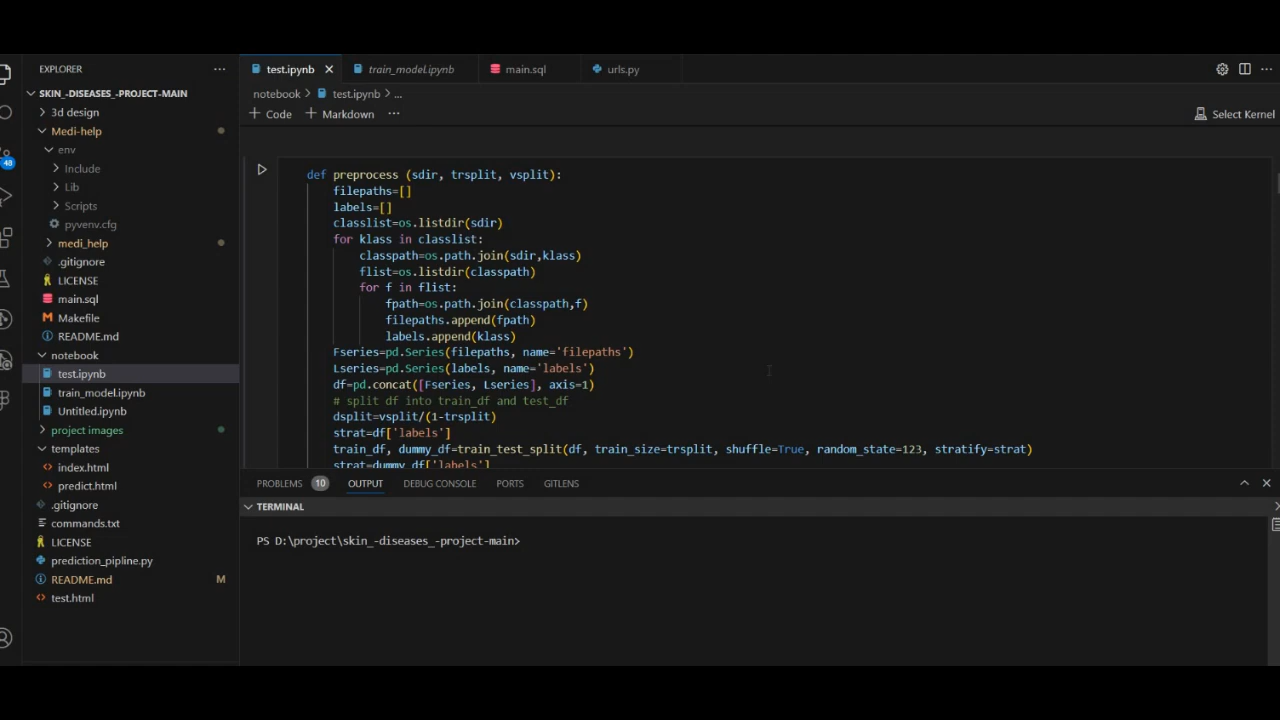 EXPLORER
SKIN_-DISEASES_-PROJECT-MAIN
3d design
Medi-help
env
Include
Lib
Scripts
pyvenv.cfg
medi_help
.gitignore
LICENSE
main.sql
Makefile
README.md
notebook
test.ipynb
train_model.ipynb
Untitled.ipynb
project images
templates
index.html
predict.html
.gitignore
commands.txt
LICENSE
prediction_pipline.py
README.md M
test.html
48
test.ipynb train_model.ipynb main.sql urls.py
notebook > test.ipynb > ...
+ Code + Markdown ... Select Kernel
def preprocess (sdir, trsplit, vsplit):
filepaths=[]
labels=[]
classlist=os.listdir(sdir)
for klass in classlist:
classpath=os.path.join(sdir,klass)
flist=os.listdir(classpath)
for f in flist:
fpath=os.path.join(classpath,f)
filepaths.append(fpath)
labels.append(klass)
Fseries=pd.Series(filepaths, name='filepaths')
Lseries=pd.Series(labels, name='labels')
df=pd.concat([Fseries, Lseries], axis=1)
# split df into train_df and test_df
dsplit=vsplit/(1-trsplit)
strat=df['labels']
train_df, dummy_df=train_test_split(df, train_size=trsplit, shuffle=True, random_state=123, stratify=strat)
strat=dummy_df['labels']
PROBLEMS 10 OUTPUT DEBUG CONSOLE PORTS GITLENS
TERMINAL
PS D:\project\skin_-diseases_-project-main>